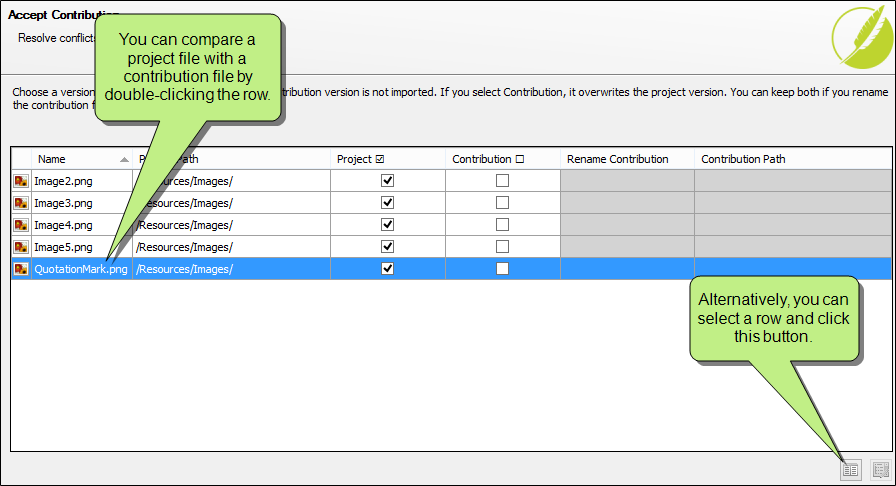 Accept Contribution
Resolve conflicts
You can compare a
project file with a
contribution file by
double-clicking the row.
Choose a version ntribution version is not imported. If you select Contribution, it overwrites the project version. You can keep both if you rename
the contribution f
Name Path Project ☑ Contribution ☐ Rename Contribution Contribution Path
Image2.png /Resources/Images/
Image3.png /Resources/Images/
Image4.png /Resources/Images/
Image5.png /Resources/Images/
QuotationMark.png /Resources/Images/
Alternatively, you can
select a row and click
this button.